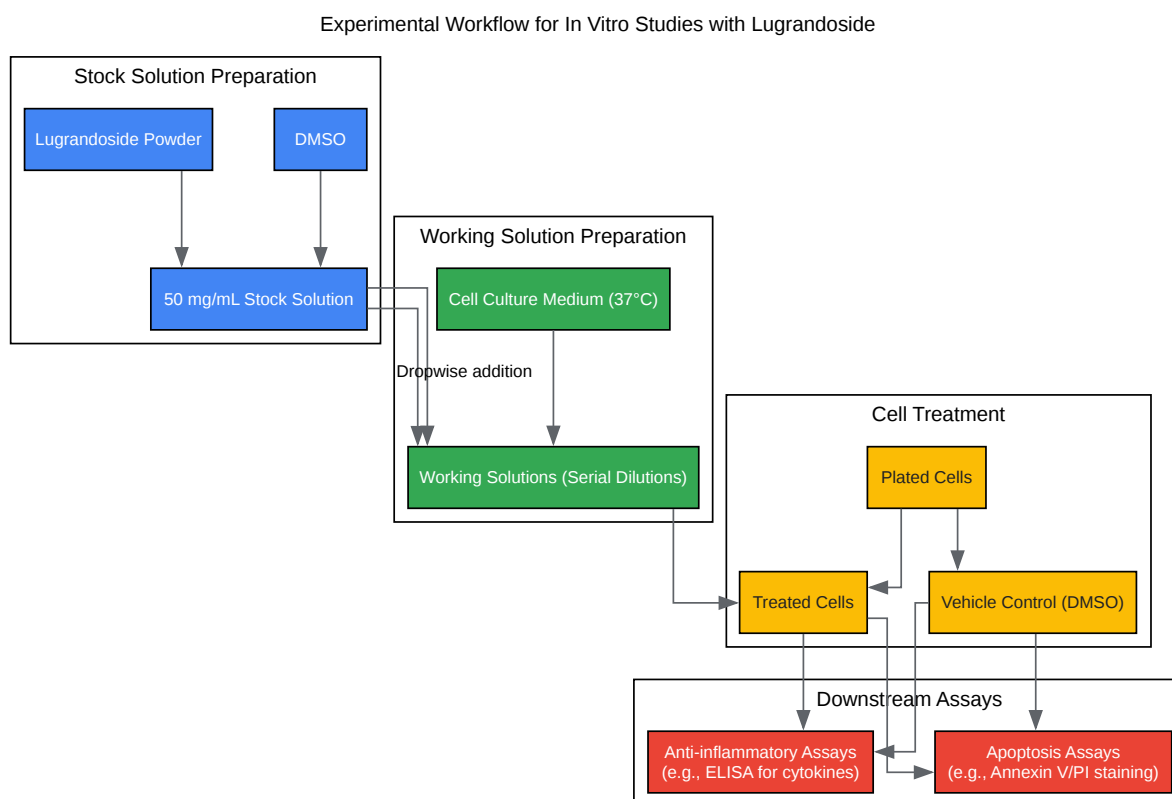 Experimental Workflow for In Vitro Studies with Lugrandoside
Stock Solution Preparation
Lugrandoside Powder
DMSO
50 mg/mL Stock Solution
Working Solution Preparation
Cell Culture Medium (37°C)
Dropwise addition
Working Solutions (Serial Dilutions)
Cell Treatment
Plated Cells
Treated Cells
Vehicle Control (DMSO)
Downstream Assays
Anti-inflammatory Assays
(e.g., ELISA for cytokines)
Apoptosis Assays
(e.g., Annexin V/PI staining)